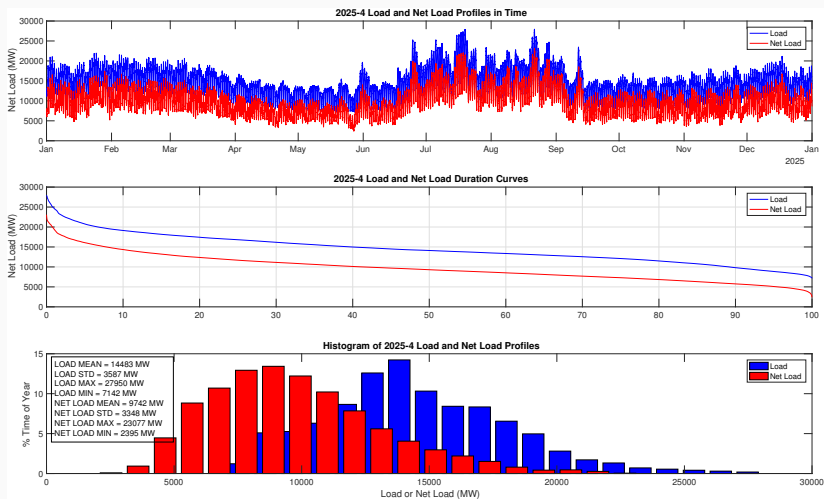 2025-4 Load and Net Load Profiles in Time
30000
25000
20000
15000
10000
5000
0
Net Load (MW)
Load
Net Load
Jan Feb Mar Apr May Jun Jul Aug Sep Oct Nov Dec Jan
2025
2025-4 Load and Net Load Duration Curves
30000
25000
20000
15000
10000
5000
0
Net Load (MW)
Load
Net Load
0 10 20 30 40 50 60 70 80 90 100
Histogram of 2025-4 Load and Net Load Profiles
15
10
5
0
% Time of Year
LOAD MEAN = 14483 MW
LOAD STD = 3587 MW
LOAD MAX = 27950 MW
LOAD MIN = 7142 MW
NET LOAD MEAN = 9742 MW
NET LOAD STD = 3348 MW
NET LOAD MAX = 23077 MW
NET LOAD MIN = 2395 MW
Load
Net Load
0 5000 10000 15000 20000 25000 30000
Load or Net Load (MW)